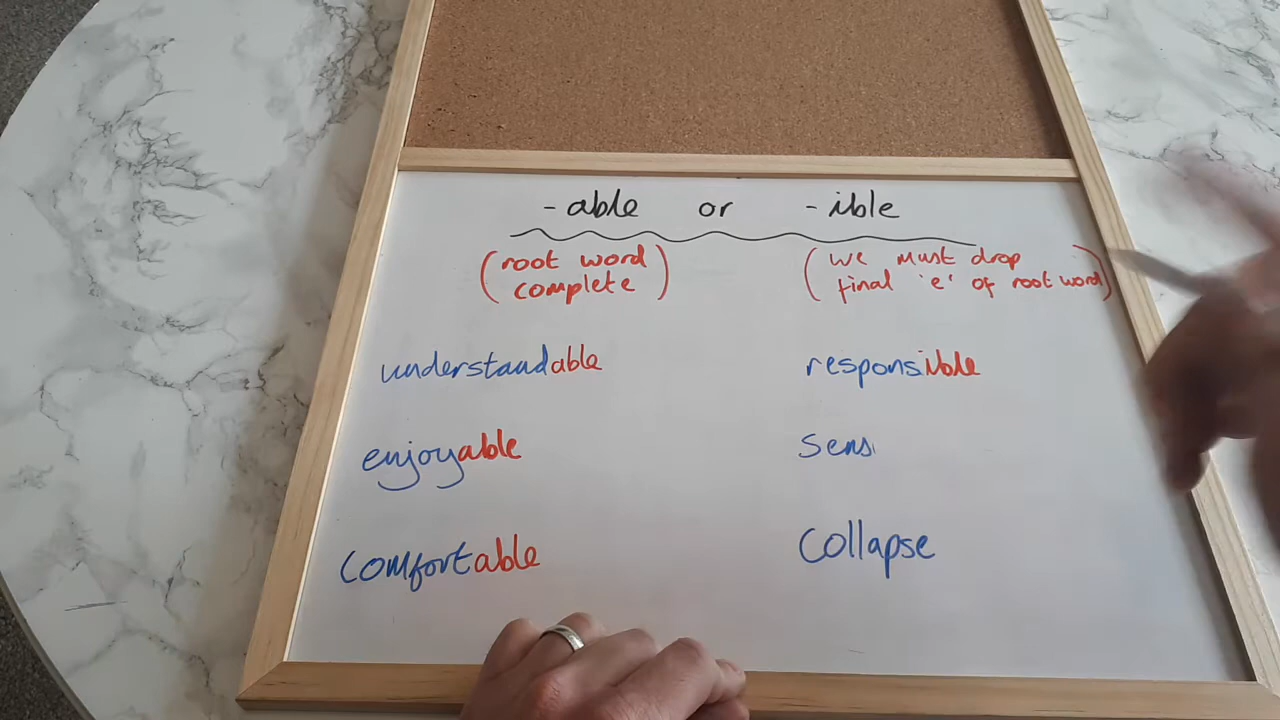 -able or -ible
(root word complete)
(we must drop final 'e' of root word)
understandable
responsible
enjoyable
sens
comfortable
collapse